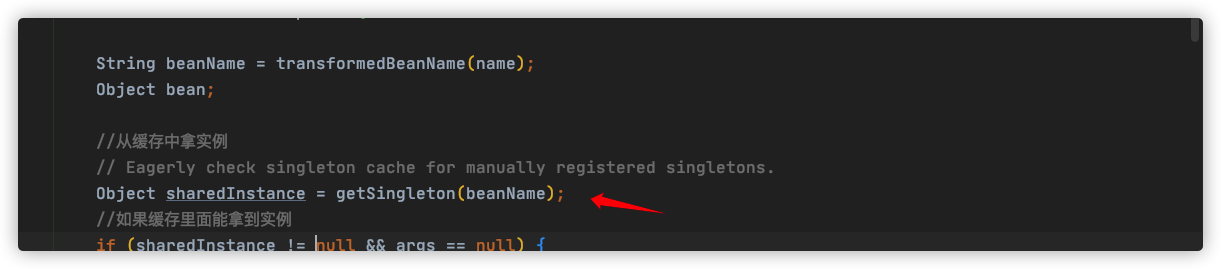 String beanName = transformedBeanName(name);
Object bean;
//从缓存中拿实例
// Eagerly check singleton cache for manually registered singletons.
Object sharedInstance = getSingleton(beanName);
//如果缓存里面能拿到实例
if (sharedInstance != null && args == null) {